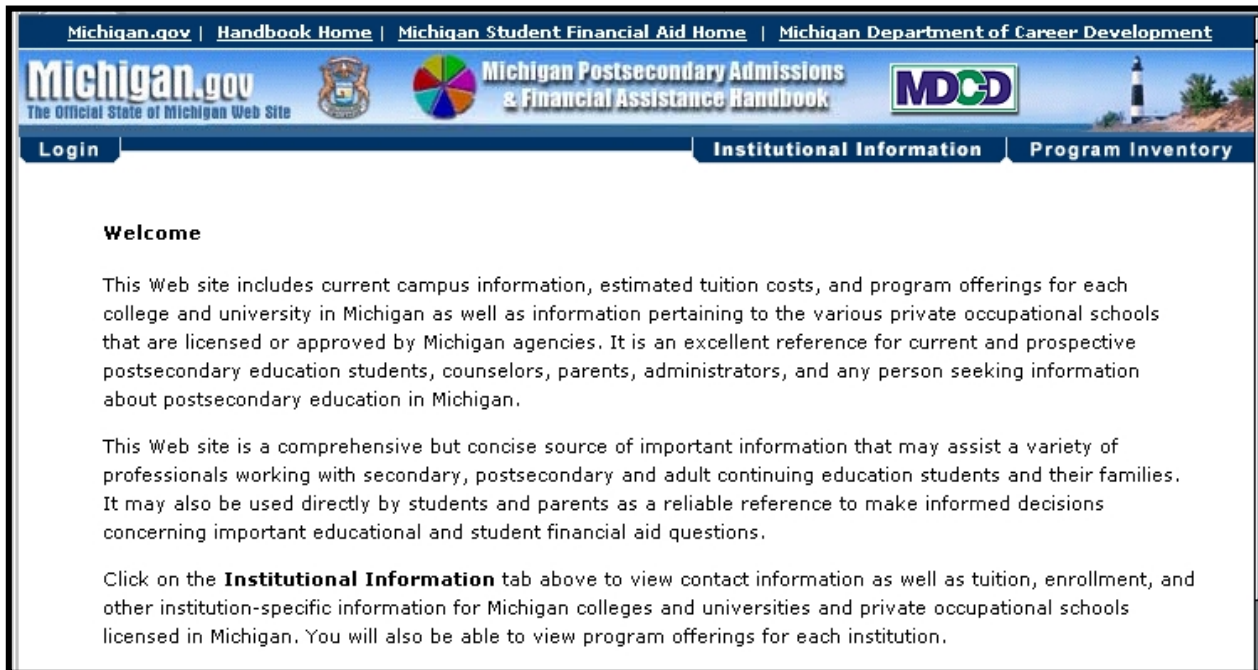 Michigan.gov | Handbook Home | Michigan Student Financial Aid Home | Michigan Department of Career Development
Michigan.gov
The Official State of Michigan Web Site
Michigan Postsecondary Admissions
& Financial Assistance Handbook
MDCD
Login
Institutional Information
Program Inventory
Welcome
This Web site includes current campus information, estimated tuition costs, and program offerings for each
college and university in Michigan as well as information pertaining to the various private occupational schools
that are licensed or approved by Michigan agencies. It is an excellent reference for current and prospective
postsecondary education students, counselors, parents, administrators, and any person seeking information
about postsecondary education in Michigan.
This Web site is a comprehensive but concise source of important information that may assist a variety of
professionals working with secondary, postsecondary and adult continuing education students and their families.
It may also be used directly by students and parents as a reliable reference to make informed decisions
concerning important educational and student financial aid questions.
Click on the Institutional Information tab above to view contact information as well as tuition, enrollment, and
other institution-specific information for Michigan colleges and universities and private occupational schools
licensed in Michigan. You will also be able to view program offerings for each institution.